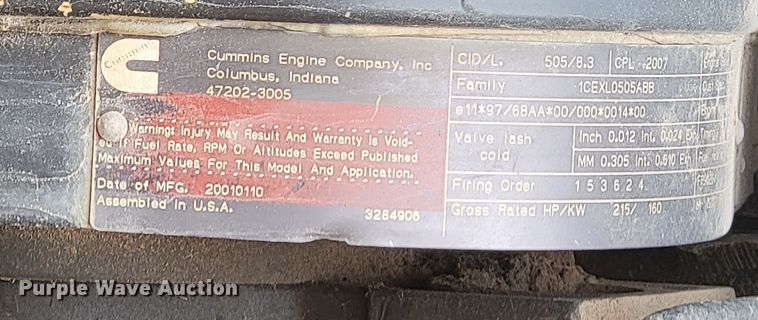 Cummins
Cummins Engine Company, Inc
Columbus, Indiana
47202-3005
Warning: Injury May Result And Warranty Is Void-
ed If Fuel Rate, RPM Or Altitudes Exceed Published
Maximum Values For This Model And Application.
Date of MFG. 20010110
Assembled in U.S.A.
3284906
CID/L. 505/8.3 CPL 2007
Family 1CEXL0505ABB
e11*97/68AA*00/000*0014*00
Valve lash Inch 0.012 Int. 0.024 Exh
cold MM 0.305 Int. 0.610 Exh
Firing Order 1 5 3 6 2 4
Gross Rated HP/KW 215/ 160
Purple Wave Auction